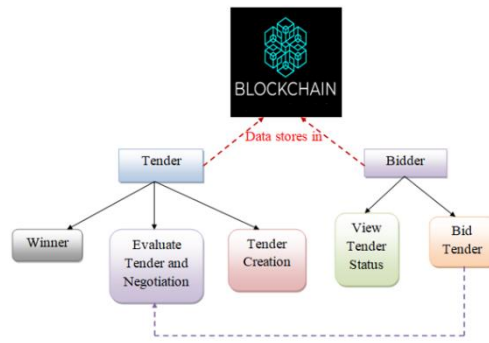 BLOCKCHAIN
Data stores in
Tender
Bidder
Winner
Evaluate
Tender and
Negotiation
Tender
Creation
View
Tender
Status
Bid
Tender